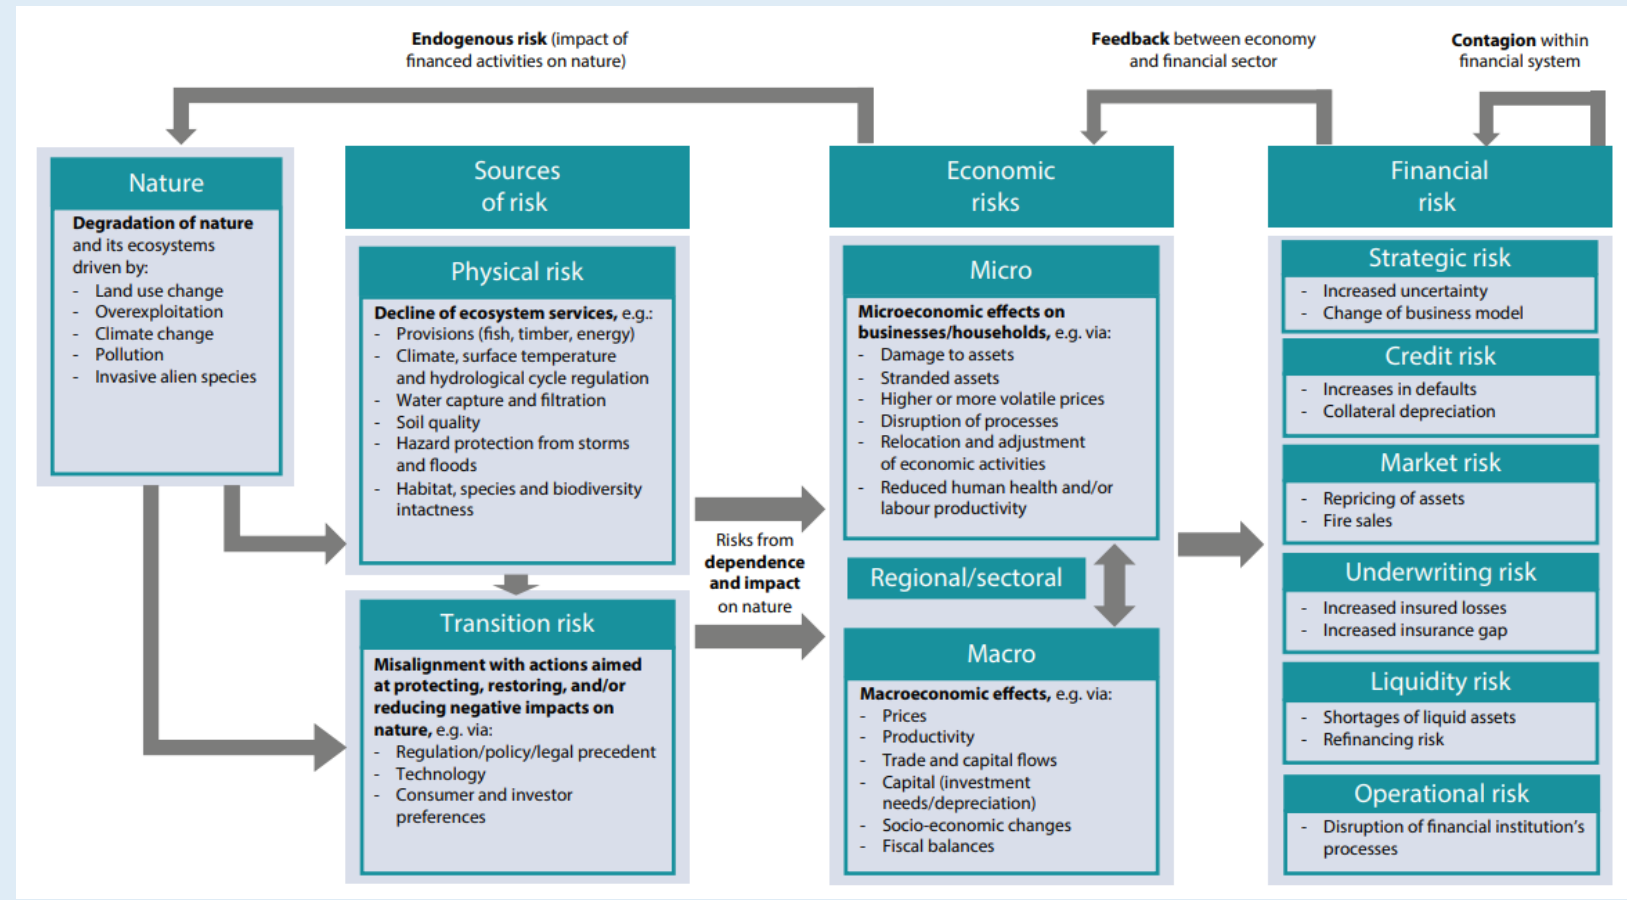 Endogenous risk (impact of
financed activities on nature)
Feedback between economy
and financial sector
Contagion within
financial system
Nature
Degradation of nature
and its ecosystems
driven by:
- Land use change
- Overexploitation
- Climate change
- Pollution
- Invasive alien species
Sources
of risk
Physical risk
Decline of ecosystem services, e.g.:
- Provisions (fish, timber, energy)
- Climate, surface temperature
and hydrological cycle regulation
- Water capture and filtration
- Soil quality
- Hazard protection from storms
and floods
- Habitat, species and biodiversity
intactness
Transition risk
Misalignment with actions aimed
at protecting, restoring, and/or
reducing negative impacts on
nature, e.g. via:
- Regulation/policy/legal precedent
- Technology
- Consumer and investor
preferences
Risks from
dependence
and impact
on nature
Economic
risks
Micro
Microeconomic effects on
businesses/households, e.g. via:
- Damage to assets
- Stranded assets
- Higher or more volatile prices
- Disruption of processes
- Relocation and adjustment
of economic activities
- Reduced human health and/or
labour productivity
Regional/sectoral
Macro
Macroeconomic effects, e.g. via:
- Prices
- Productivity
- Trade and capital flows
- Capital (investment
needs/depreciation)
- Socio-economic changes
- Fiscal balances
Financial
risk
Strategic risk
- Increased uncertainty
- Change of business model
Credit risk
- Increases in defaults
- Collateral depreciation
Market risk
- Repricing of assets
- Fire sales
Underwriting risk
- Increased insured losses
- Increased insurance gap
Liquidity risk
- Shortages of liquid assets
- Refinancing risk
Operational risk
- Disruption of financial institution's
processes